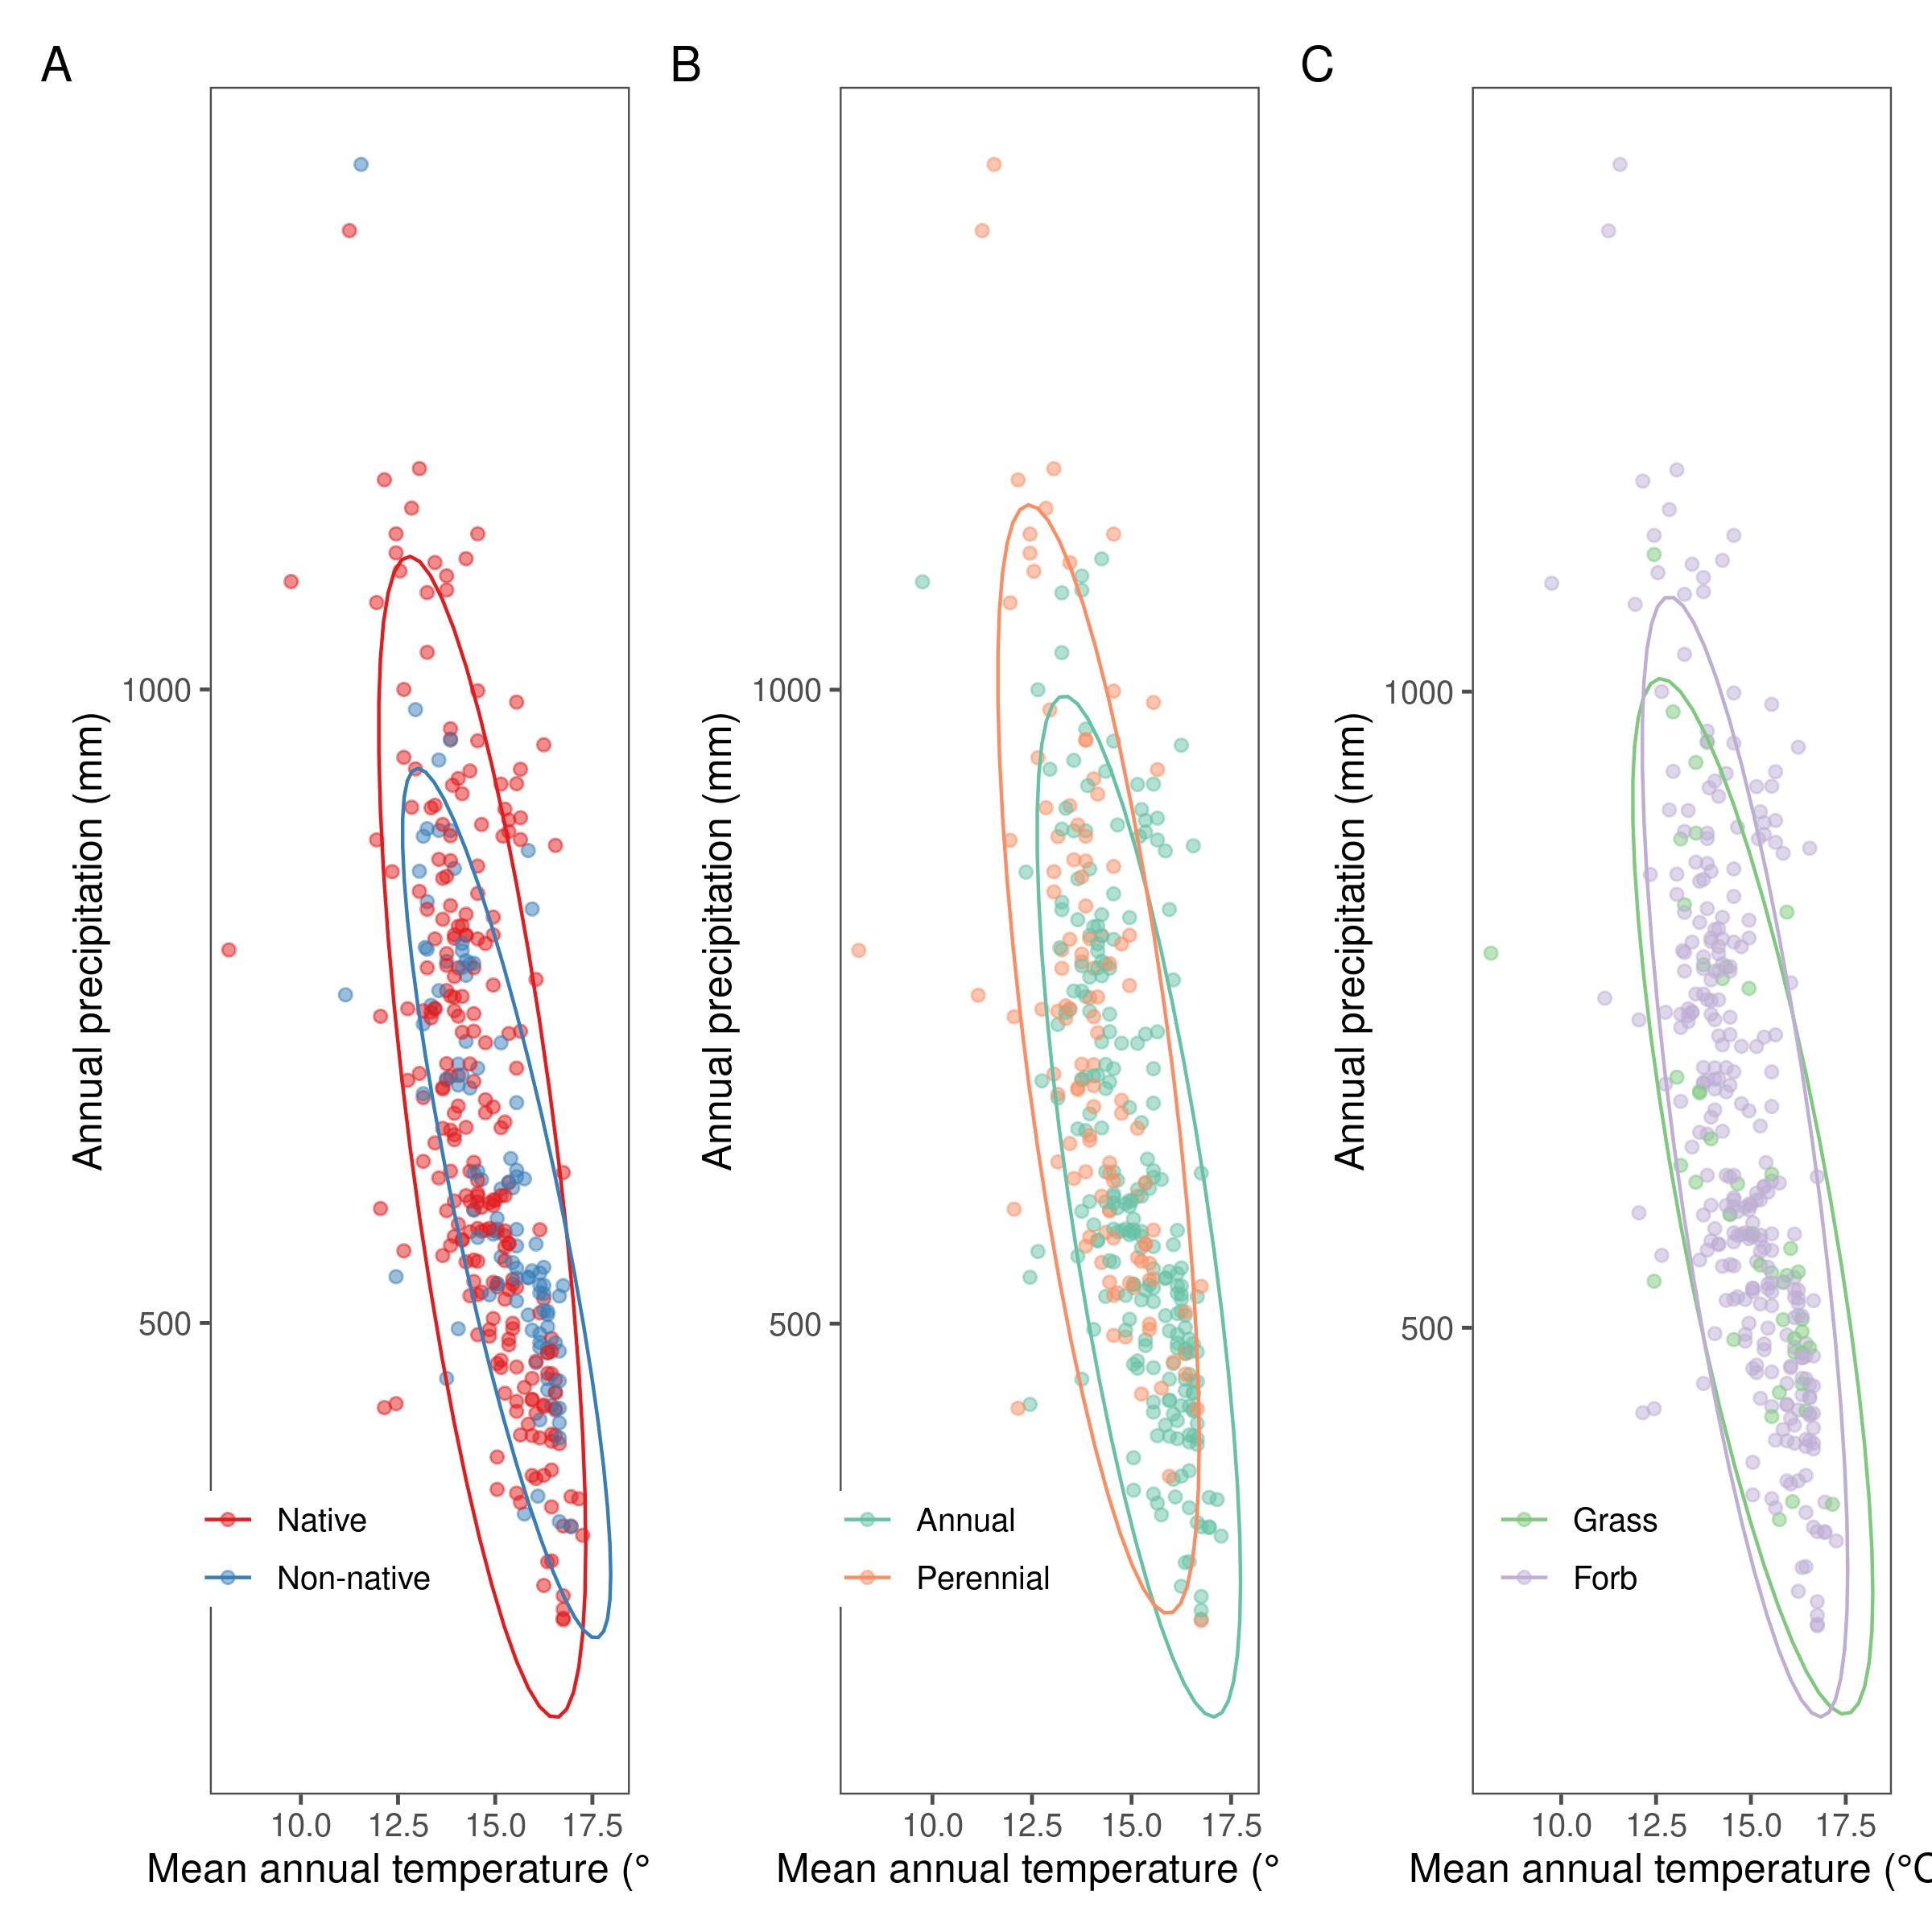 A
B
C
Annual precipitation (mm)
1000
500
Native
Non-native
10.0 12.5 15.0 17.5
Mean annual temperature (°
Annual precipitation (mm)
1000
500
Annual
Perennial
10.0 12.5 15.0 17.5
Mean annual temperature (°
Annual precipitation (mm)
1000
500
Grass
Forb
10.0 12.5 15.0 17.5
Mean annual temperature (°C